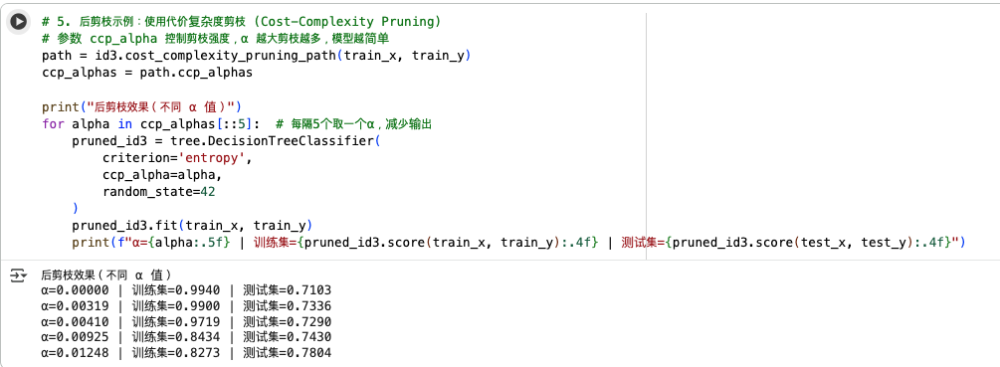 # 5. 后剪枝示例：使用代价复杂度剪枝 (Cost-Complexity Pruning)
# 参数 ccp_alpha 控制剪枝强度，α 越大剪枝越多，模型越简单
path = id3.cost_complexity_pruning_path(train_x, train_y)
ccp_alphas = path.ccp_alphas
print("后剪枝效果（不同 α 值）")
for alpha in ccp_alphas[::5]:  # 每隔5个取一个α，减少输出
    pruned_id3 = tree.DecisionTreeClassifier(
        criterion='entropy',
        ccp_alpha=alpha,
        random_state=42
    )
    pruned_id3.fit(train_x, train_y)
    print(f"α={alpha:.5f} | 训练集={pruned_id3.score(train_x, train_y):.4f} | 测试集={pruned_id3.score(test_x, test_y):.4f}")
后剪枝效果（不同 α 值）
α=0.00000 | 训练集=0.9940 | 测试集=0.7103
α=0.00319 | 训练集=0.9900 | 测试集=0.7336
α=0.00410 | 训练集=0.9719 | 测试集=0.7290
α=0.00925 | 训练集=0.8434 | 测试集=0.7430
α=0.01248 | 训练集=0.8273 | 测试集=0.7804